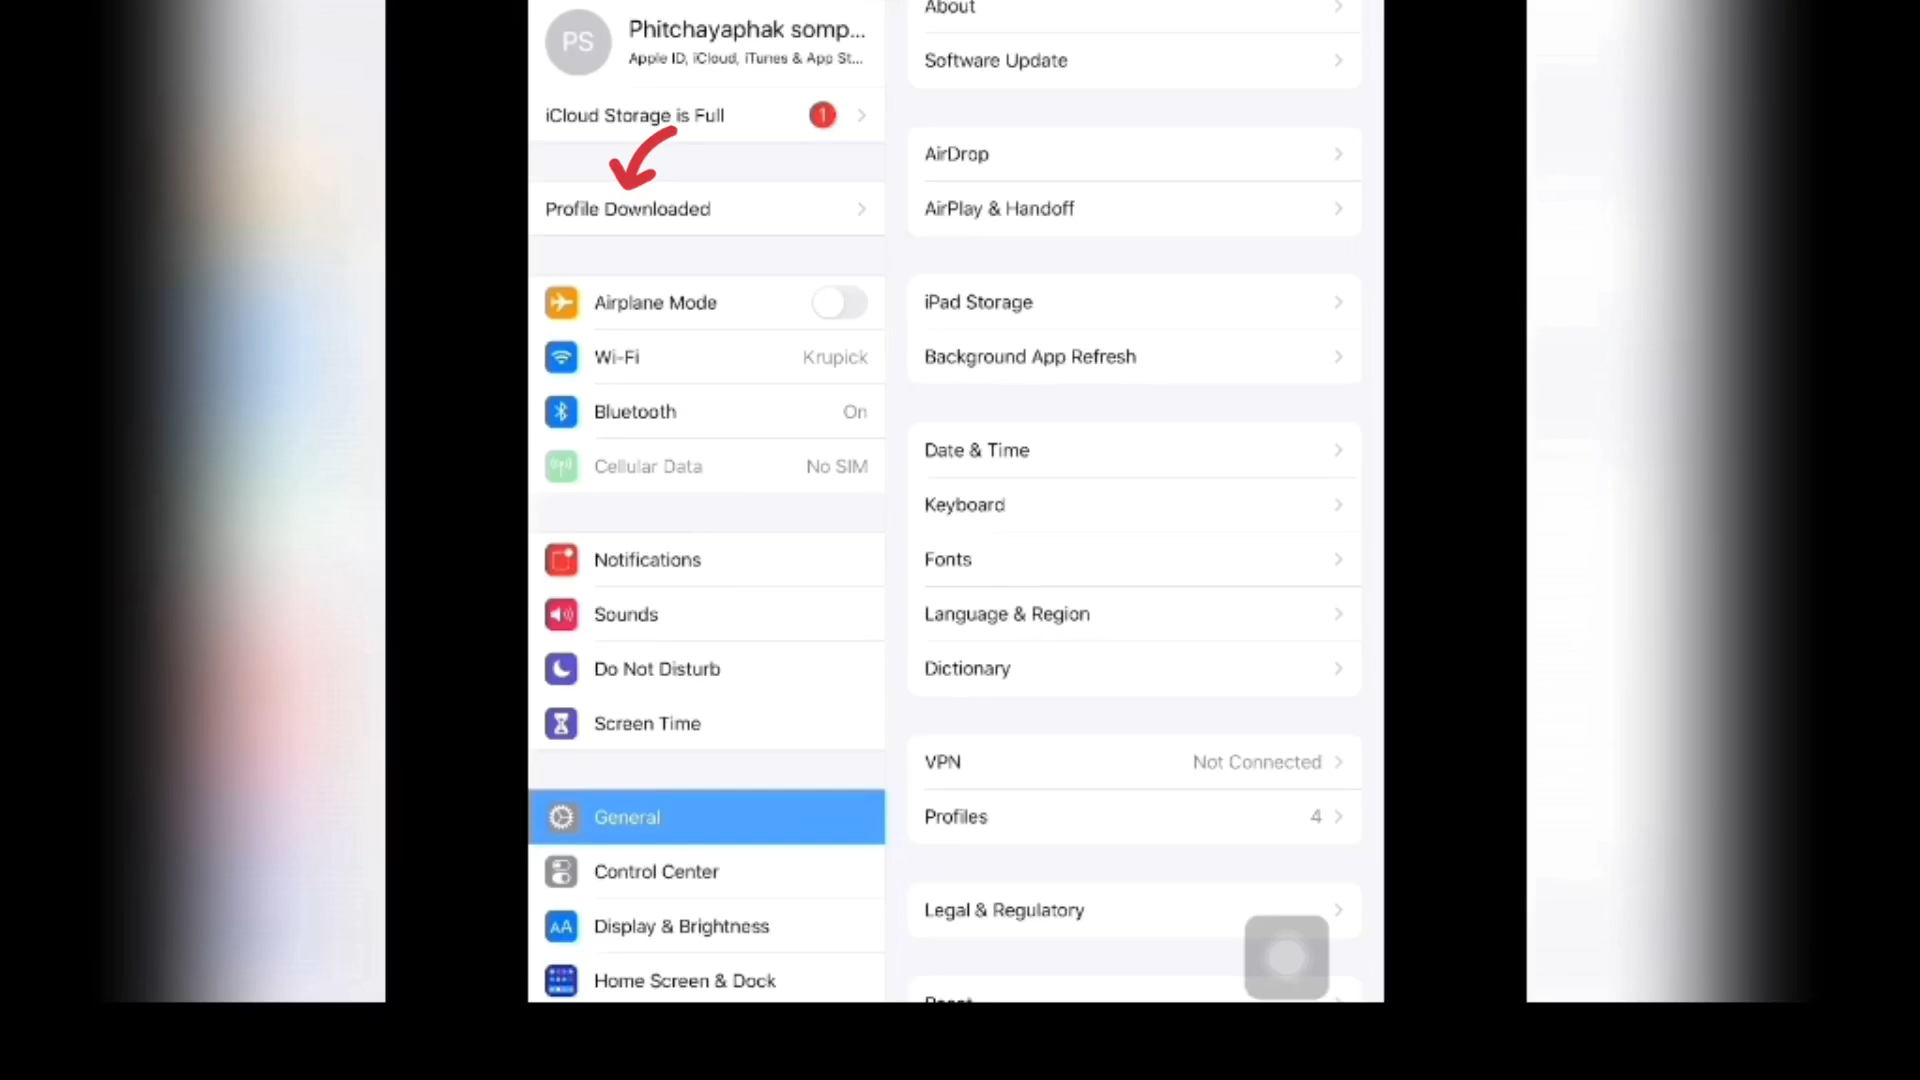 PS
Phitchayaphak somp...
Apple ID, iCloud, iTunes & App St...
iCloud Storage is Full 1
Profile Downloaded
Airplane Mode
Wi-Fi Krupick
Bluetooth On
Cellular Data No SIM
Notifications
Sounds
Do Not Disturb
Screen Time
General
Control Center
AA Display & Brightness
Home Screen & Dock
About
Software Update
AirDrop
AirPlay & Handoff
iPad Storage
Background App Refresh
Date & Time
Keyboard
Fonts
Language & Region
Dictionary
VPN Not Connected
Profiles 4
Legal & Regulatory